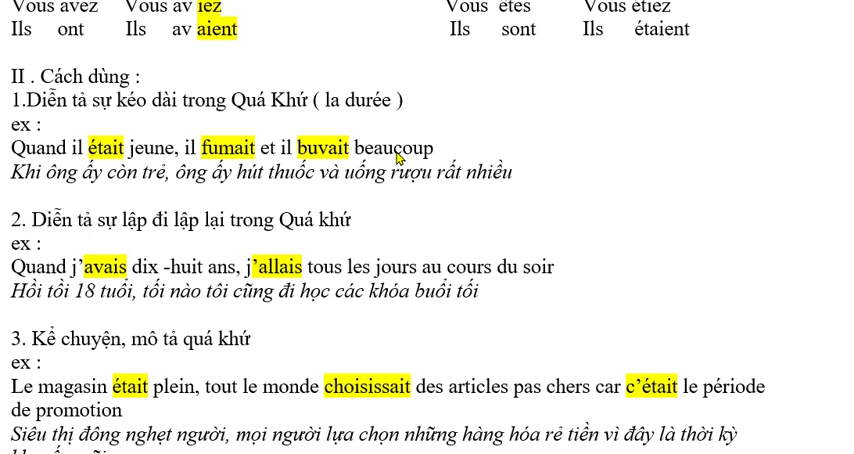 Vous avez Vous av iez Vous êtes Vous étiez
Ils ont Ils av aient Ils sont Ils étaient
II . Cách dùng :
1.Diễn tả sự kéo dài trong Quá Khứ ( la durée )
ex :
Quand il était jeune, il fumait et il buvait beaucoup
Khi ông ấy còn trẻ, ông ấy hút thuốc và uống rượu rất nhiều
2. Diễn tả sự lập đi lập lại trong Quá khứ
ex :
Quand j’avais dix -huit ans, j’allais tous les jours au cours du soir
Hồi tôi 18 tuổi, tối nào tôi cũng đi học các khóa buổi tối
3. Kể chuyện, mô tả quá khứ
ex :
Le magasin était plein, tout le monde choisissait des articles pas chers car c’était le période
de promotion
Siêu thị đông nghẹt người, mọi người lựa chọn những hàng hóa rẻ tiền vì đây là thời kỳ